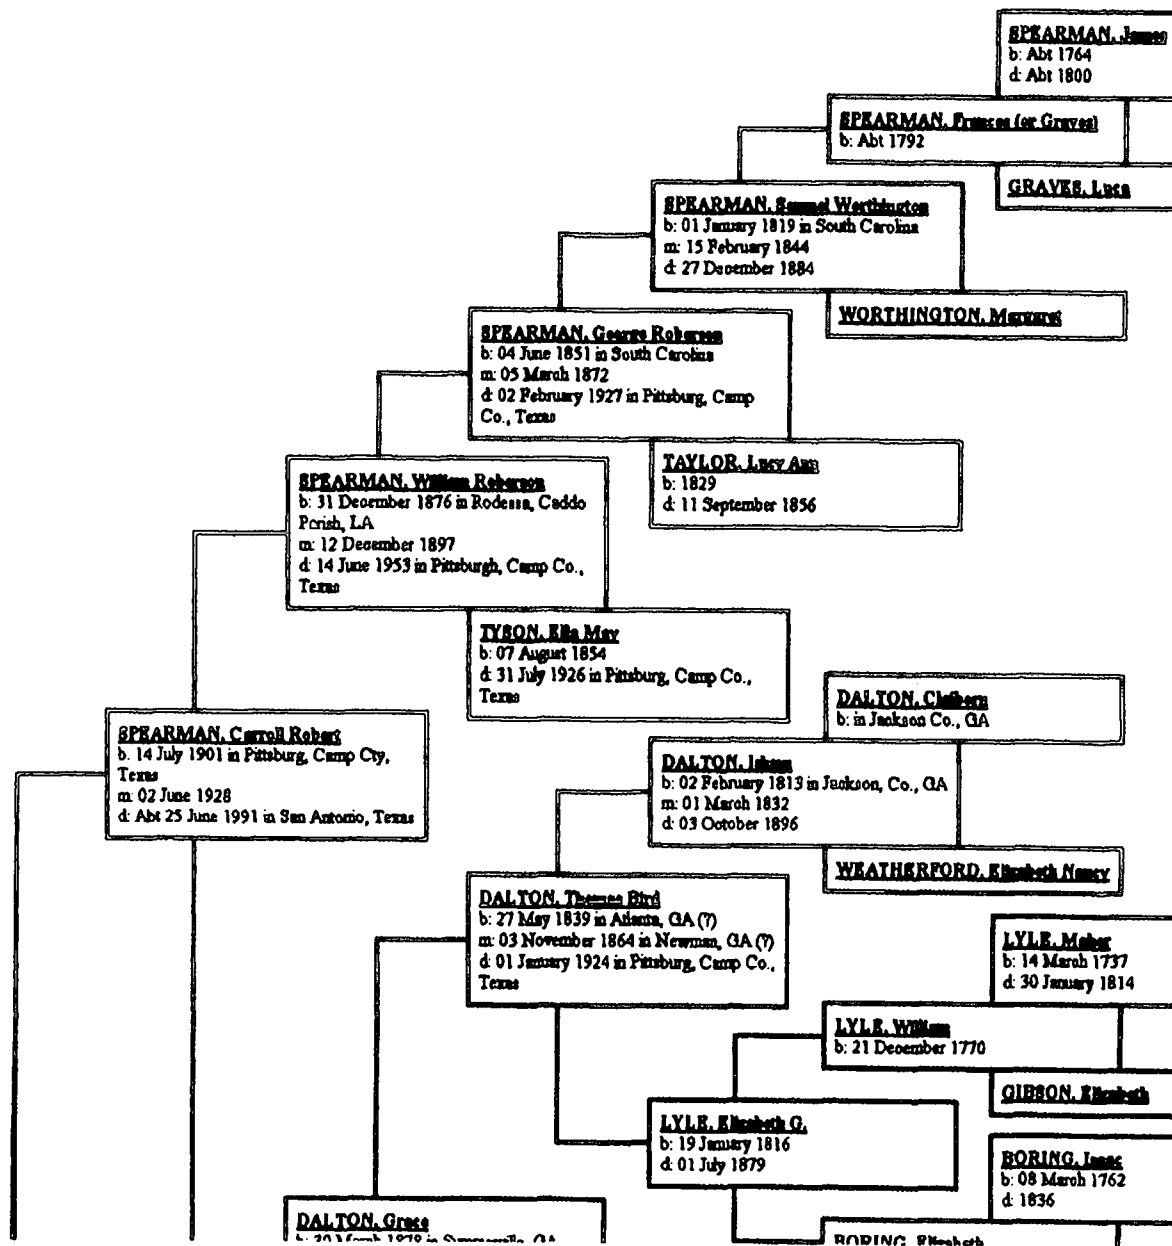 SPEARMAN, James
b: Abt 1764
d: Abt 1800
SPEARMAN, Frances (or Graves)
b: Abt 1792
GRAVES, Luca
SPEARMAN, Samuel Worthington
b: 01 January 1819 in South Carolina
m: 15 February 1844
d: 27 December 1884
WORTHINGTON, Margaret
SPEARMAN, George Roberson
b: 04 June 1851 in South Carolina
m: 05 March 1872
d: 02 February 1927 in Pittsburg, Camp
Co., Texas
TAYLOR, Lucy Ann
b: 1829
d: 11 September 1856
SPEARMAN, William Roberson
b: 31 December 1876 in Rodessa, Caddo
Parish, LA
m: 12 December 1897
d: 14 June 1953 in Pittsburgh, Camp Co.,
Texas
TYSON, Ella May
b: 07 August 1854
d: 31 July 1926 in Pittsburg, Camp Co.,
Texas
SPEARMAN, Carroll Robert
b. 14 July 1901 in Pittsburg, Camp Cty,
Texas
m: 02 June 1928
d: Abt 25 June 1991 in San Antonio, Texas
DALTON, Claiborn
b: in Jackson Co., GA
DALTON, Isham
b: 02 February 1813 in Jackson, Co., GA
m: 01 March 1832
d: 03 October 1896
WEATHERFORD, Elizabeth Nancy
DALTON, Thomas Bird
b: 27 May 1839 in Atlanta, GA (?)
m: 03 November 1864 in Newman, GA (?)
d: 01 January 1924 in Pittsburg, Camp Co.,
Texas
LYLE, Maher
b: 14 March 1737
d: 30 January 1814
LYLE, William
b: 21 December 1770
GIBSON, Elizabeth
LYLE, Elizabeth G.
b: 19 January 1816
d: 01 July 1879
BORING, Isaac
b: 08 March 1762
d: 1836
DALTON, Grace
b: 30 March 1878 in Summerville, GA
BORING, Elizabeth